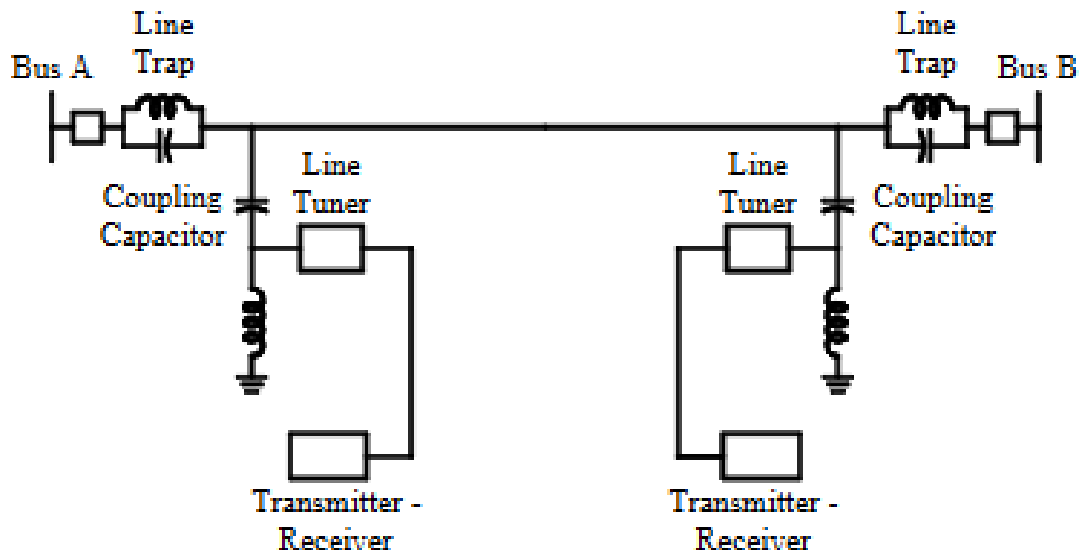 Line
Trap
Line
Trap
Bus A
Bus B
Coupling
Capacitor
Line
Tuner
Line
Tuner
Coupling
Capacitor
Transmitter -
Receiver
Transmitter -
Receiver